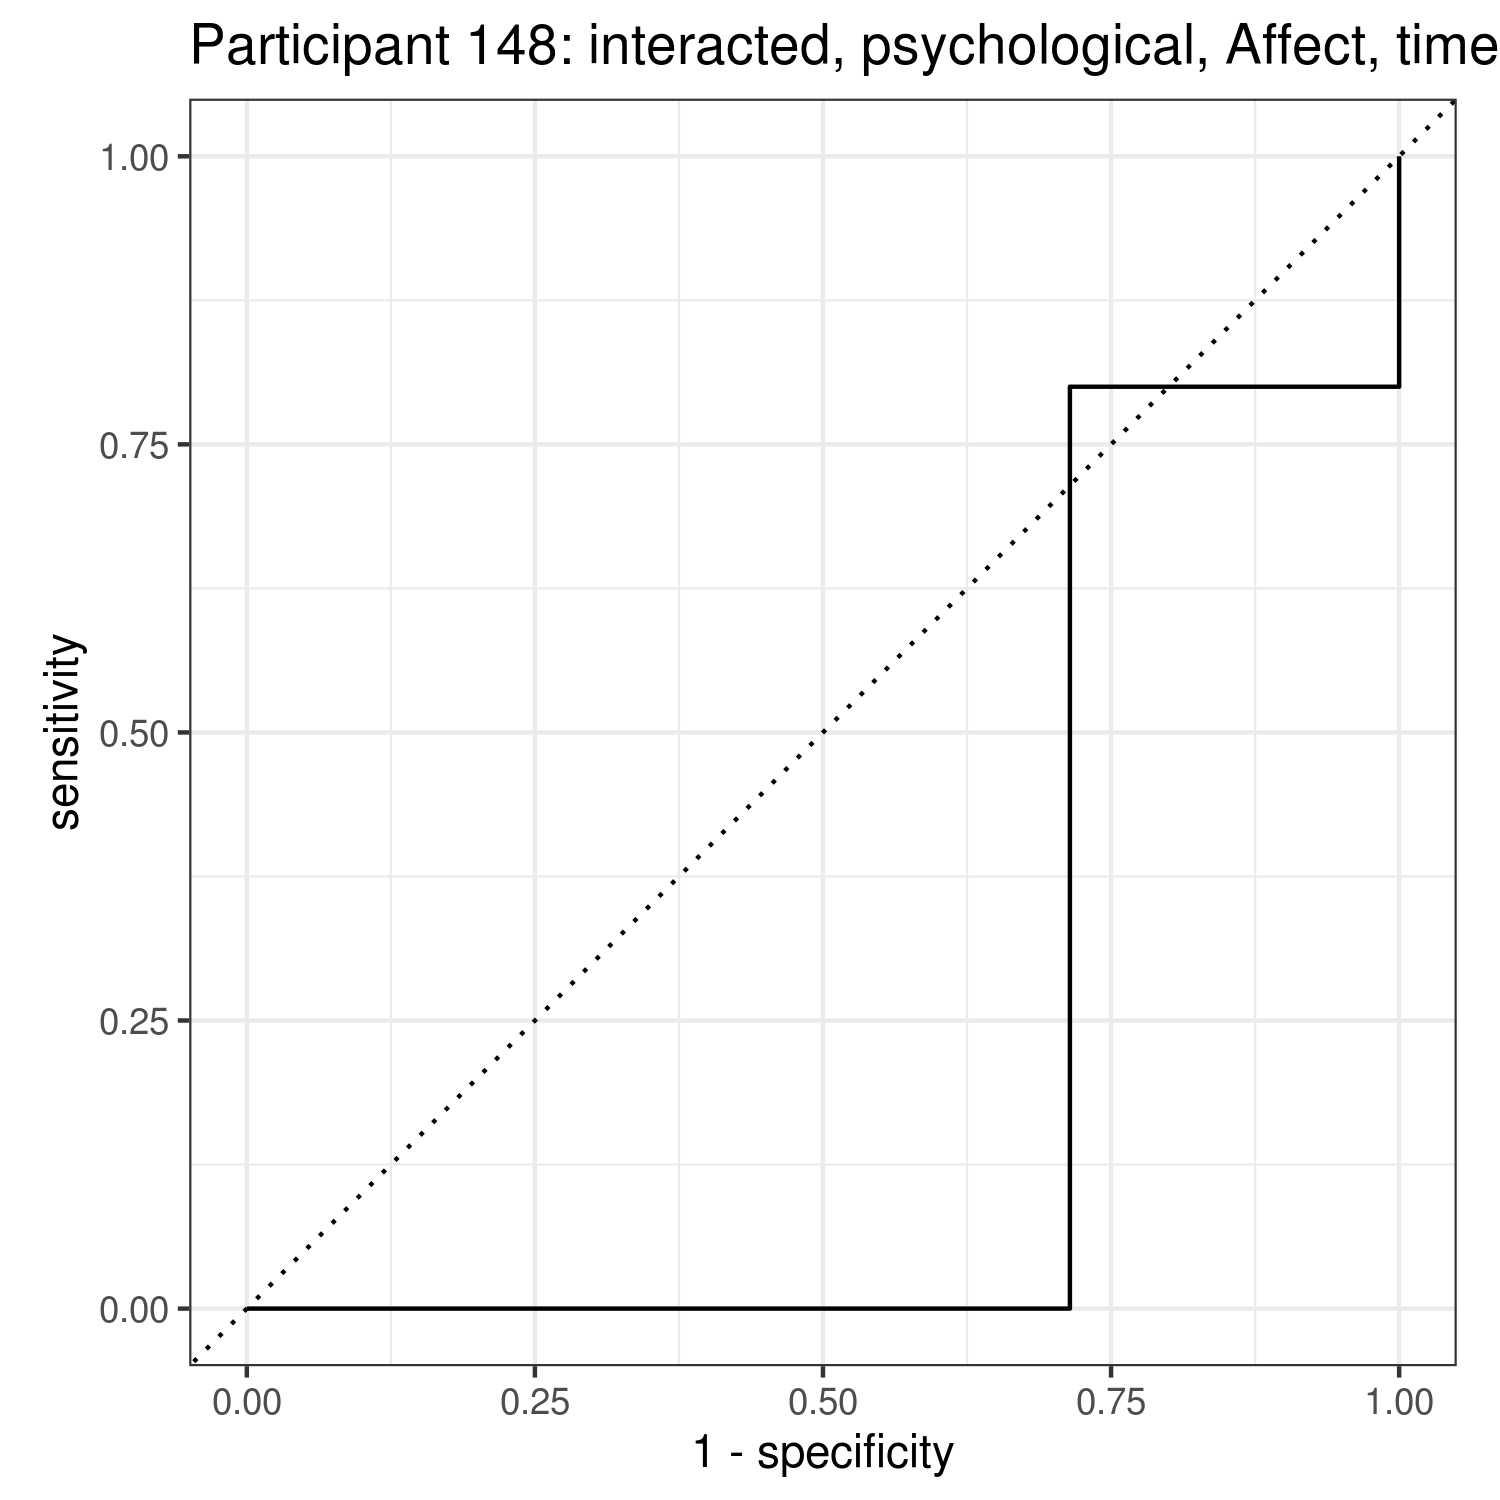 Participant 148: interacted, psychological, Affect, time
1.00
0.75
0.50
0.25
0.00
sensitivity
0.00 0.25 0.50 0.75 1.00
1 - specificity